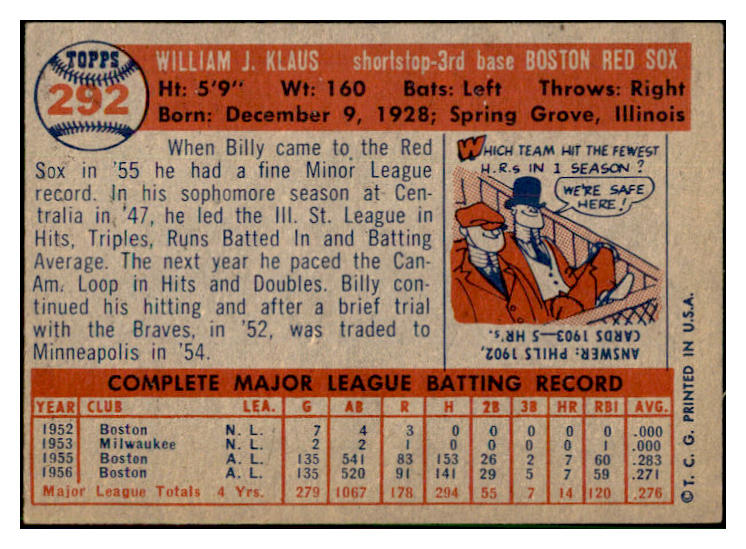 TOPPS
292
WILLIAM J. KLAUS shortstop-3rd base BOSTON RED SOX
Ht: 5'9" Wt: 160 Bats: Left Throws: Right
Born: December 9, 1928; Spring Grove, Illinois
When Billy came to the Red
Sox in '55 he had a fine Minor League
record. In his sophomore season at Cen-
tralia in '47, he led the Ill. St. League in
Hits, Triples, Runs Batted In and Batting
Average. The next year he paced the Can-
Am. Loop in Hits and Doubles. Billy con-
tinued his hitting and after a brief trial
with the Braves, in '52, was traded to
Minneapolis in '54.
WHICH TEAM HIT THE FEWEST
H.R.s IN 1 SEASON?
WE'RE SAFE
HERE!
ANSWER: PHILS 1902,
CARDS 1903—5 HR's.
COMPLETE MAJOR LEAGUE BATTING RECORD
YEAR CLUB LEA. G AB R H 2B 3B HR RBI AVG.
1952 Boston N. L. 7 4 3 0 0 0 0 0 .000
1953 Milwaukee N. L. 2 2 1 0 0 0 0 1 .000
1955 Boston A. L. 135 541 83 153 26 2 7 60 .283
1956 Boston A. L. 135 520 91 141 29 5 7 59 .271
Major League Totals 4 Yrs. 279 1067 178 294 55 7 14 120 .276
© T. C. G. PRINTED IN U.S.A.